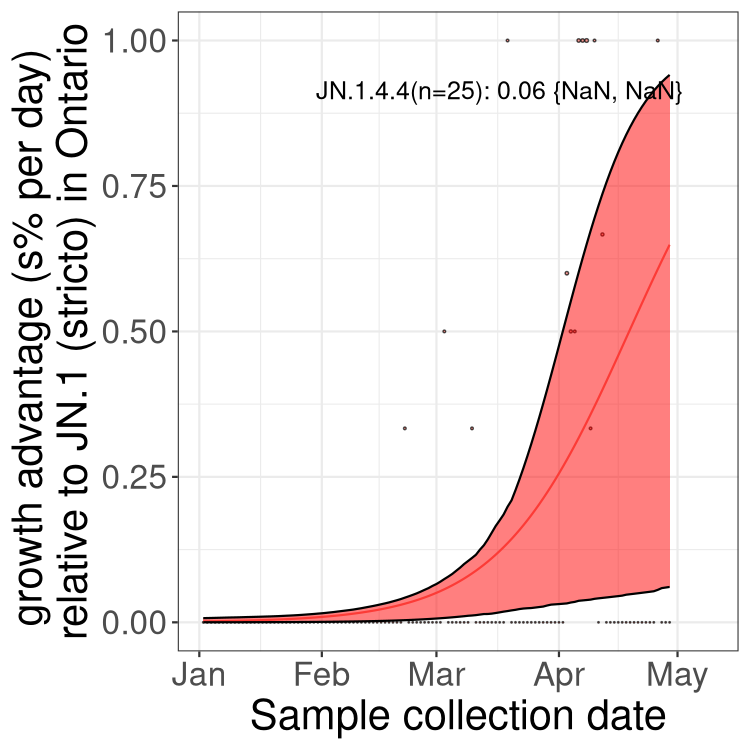 growth advantage (s% per day)
relative to JN.1 (stricto) in Ontario
1.00
0.75
0.50
0.25
0.00
JN.1.4.4(n=25): 0.06 {NaN, NaN}
Jan Feb Mar Apr May
Sample collection date